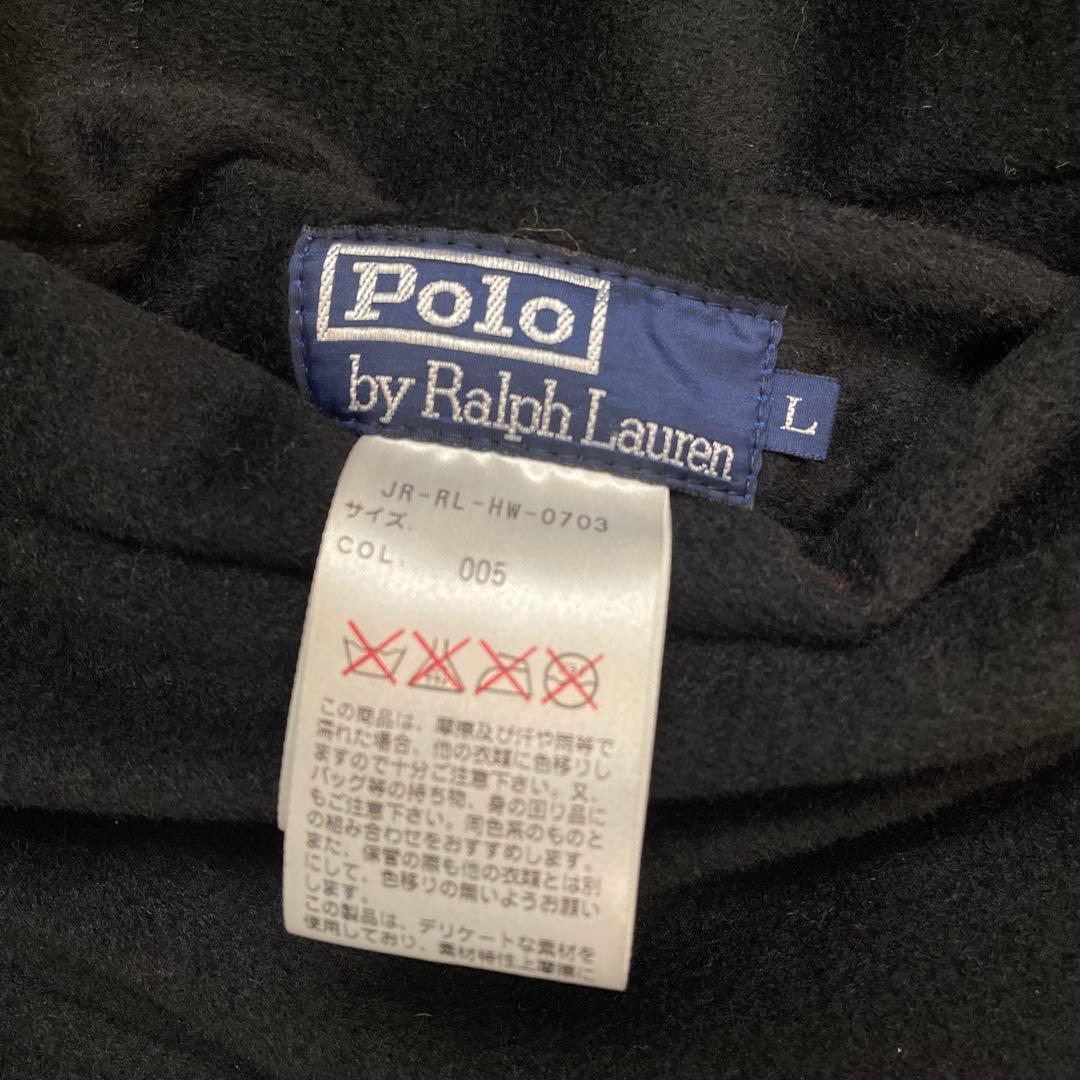 Polo
by Ralph Lauren
L
JR-RL-HW-0703
サイズ.
COL. 005
この商品は、摩擦及び汗や雨等で
濡れた場合、他の衣類に色移りし
ますので十分ご注意下さい。又、
バッグ等の持ち物、身の回り品に
もご注意下さい。同色系のものと
の組み合わせをおすすめします。
また、保管の際も他の衣類とは別
にして、色移りの無いようお願い
します。
この製品は、デリケートな素材を
使用しており、素材特性上摩擦に